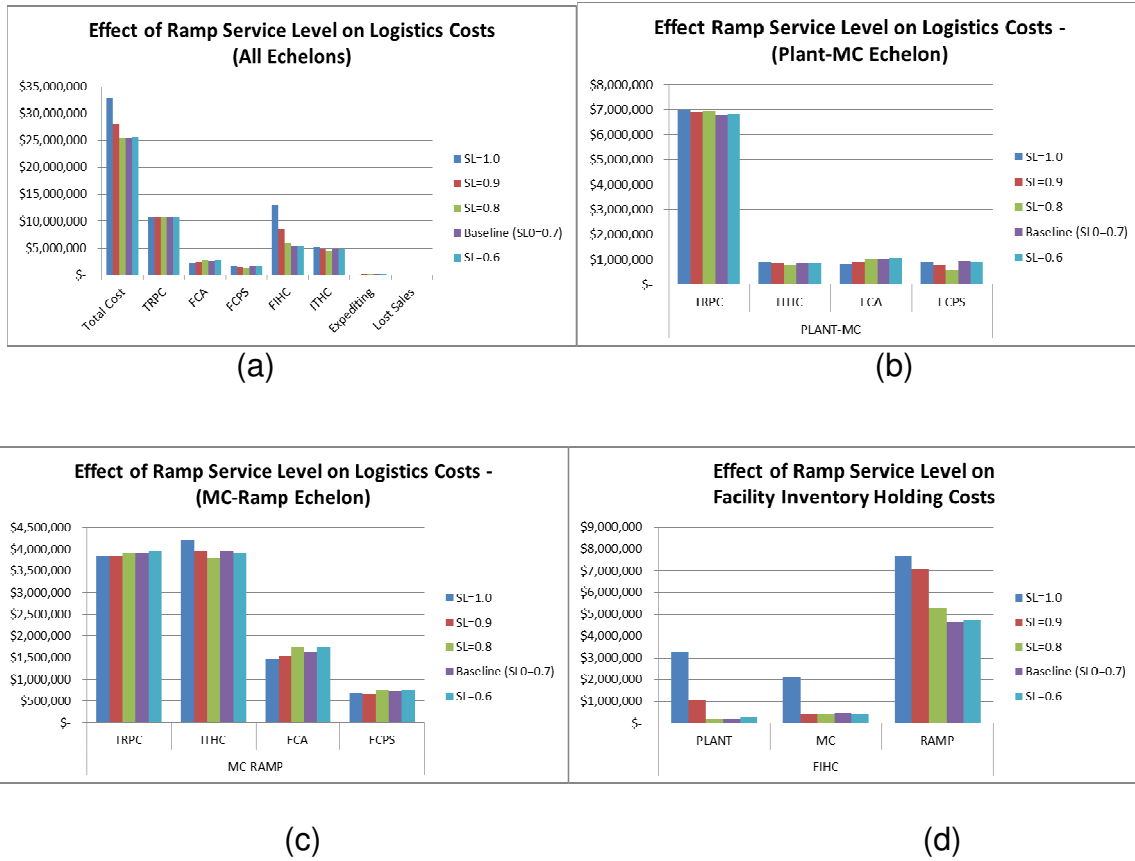 Effect of Ramp Service Level on Logistics Costs
(All Echelons)
$35,000,000
$30,000,000
$25,000,000
$20,000,000
$15,000,000
$10,000,000
$5,000,000
$-
Total Cost
TRPC
FCA
FCPS
FIHC
ITHC
Expediting
Lost Sales
SL=1.0
SL=0.9
SL=0.8
Baseline (SL0=0.7)
SL=0.6
(a)
Effect Ramp Service Level on Logistics Costs -
(Plant-MC Echelon)
$8,000,000
$7,000,000
$6,000,000
$5,000,000
$4,000,000
$3,000,000
$2,000,000
$1,000,000
$-
TRPC
ITHC
FCA
FCPS
PLANT-MC
SL=1.0
SL=0.9
SL=0.8
Baseline (SL0=0.7)
SL=0.6
(b)
Effect of Ramp Service Level on Logistics Costs -
(MC-Ramp Echelon)
$4,500,000
$4,000,000
$3,500,000
$3,000,000
$2,500,000
$2,000,000
$1,500,000
$1,000,000
$500,000
$-
TRPC
ITHC
FCA
FCPS
MC RAMP
SL=1.0
SL=0.9
SL=0.8
Baseline (SL0=0.7)
SL=0.6
(c)
Effect of Ramp Service Level on
Facility Inventory Holding Costs
$9,000,000
$8,000,000
$7,000,000
$6,000,000
$5,000,000
$4,000,000
$3,000,000
$2,000,000
$1,000,000
$-
PLANT
MC
RAMP
FIHC
SL=1.0
SL=0.9
SL=0.8
Baseline (SL0=0.7)
SL=0.6
(d)